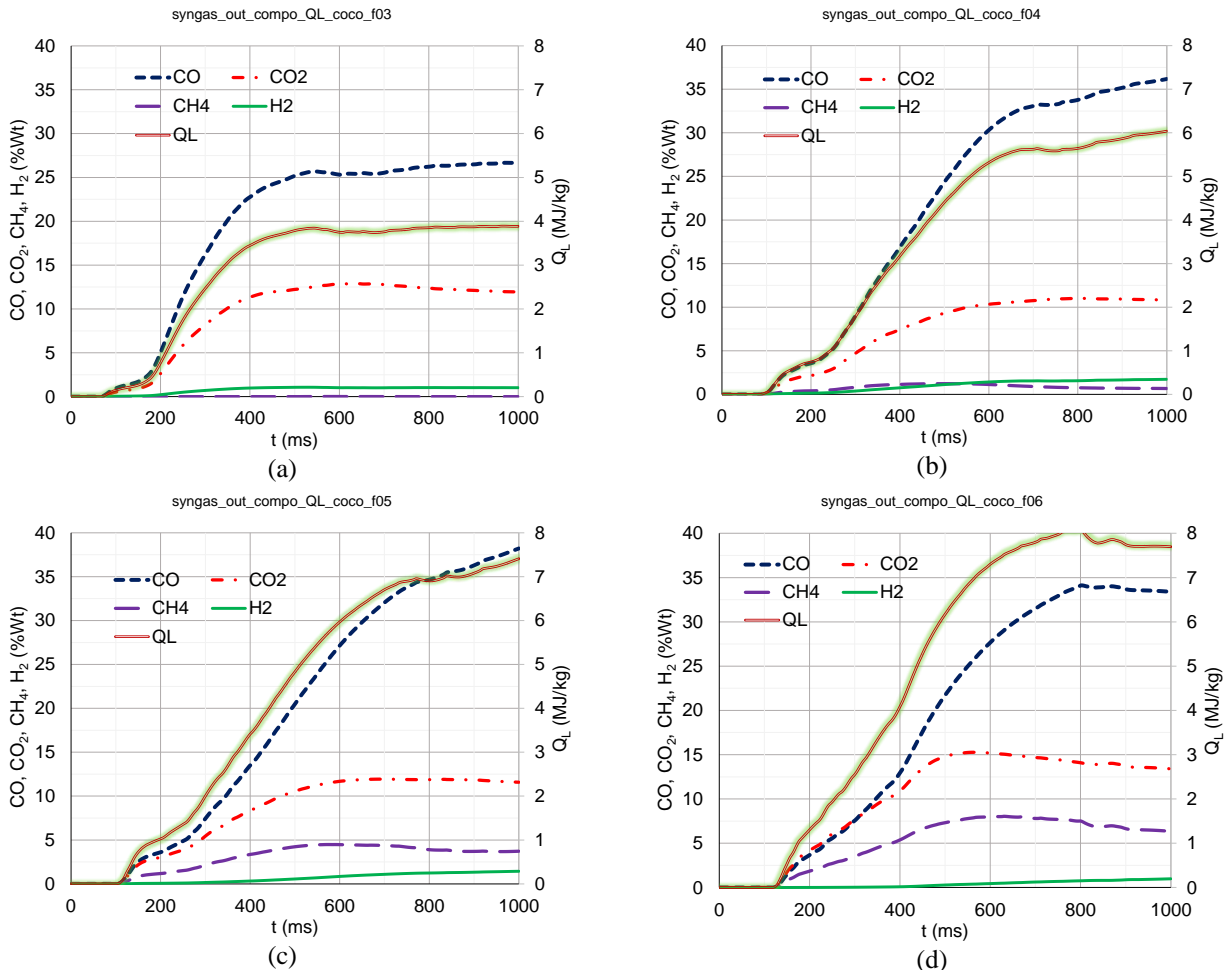 syngas_out_compo_QL_coco_f03
40
35
30
25
20
15
10
5
0
CO, CO2, CH4, H2 (%Wt)
CO
CO2
CH4
H2
QL
8
7
6
5
4
3
2
1
0
QL (MJ/kg)
0
200
400
600
800
1000
t (ms)
(a)
syngas_out_compo_QL_coco_f04
40
35
30
25
20
15
10
5
0
CO, CO2, CH4, H2 (%Wt)
CO
CO2
CH4
H2
QL
8
7
6
5
4
3
2
1
0
QL (MJ/kg)
0
200
400
600
800
1000
t (ms)
(b)
syngas_out_compo_QL_coco_f05
40
35
30
25
20
15
10
5
0
CO, CO2, CH4, H2 (%Wt)
CO
CO2
CH4
H2
QL
8
7
6
5
4
3
2
1
0
QL (MJ/kg)
0
200
400
600
800
1000
t (ms)
(c)
syngas_out_compo_QL_coco_f06
40
35
30
25
20
15
10
5
0
CO, CO2, CH4, H2 (%Wt)
CO
CO2
CH4
H2
QL
8
7
6
5
4
3
2
1
0
QL (MJ/kg)
0
200
400
600
800
1000
t (ms)
(d)